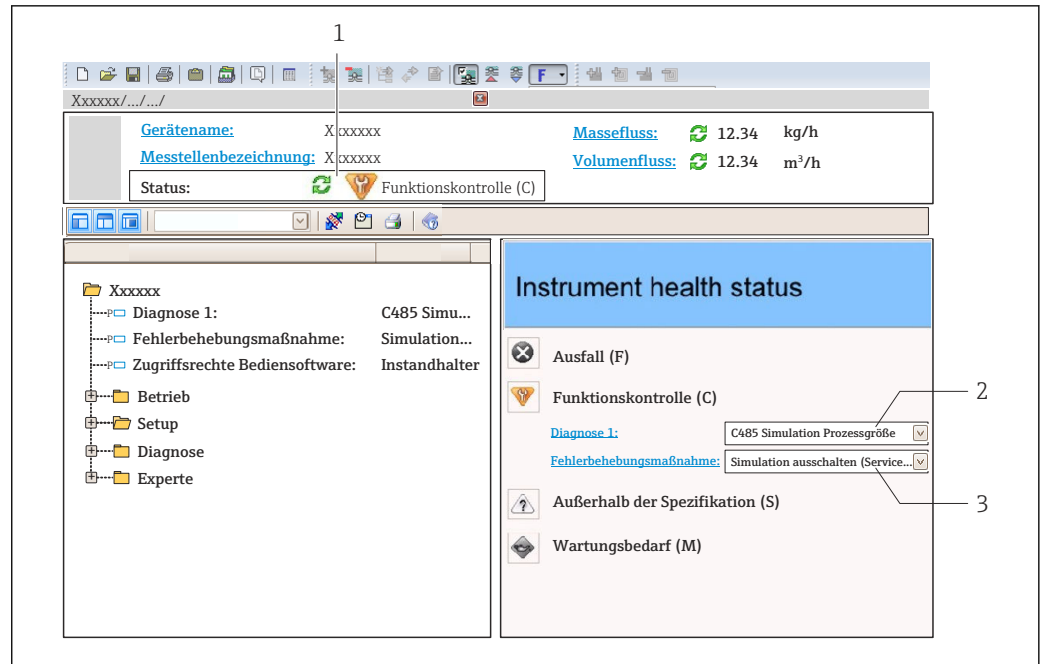 1
F
Xxxxxx/.../.../
Gerätename: Xxxxxxx
Massefluss: 12.34 kg/h
Messstellenbezeichnung: Xxxxxxx
Volumenfluss: 12.34 m³/h
Status: Funktionskontrolle (C)
Xxxxxx
P Diagnose 1: C485 Simu...
P Fehlerbehebungsmaßnahme: Simulation...
P Zugriffsrechte Bediensoftware: Instandhalter
Betrieb
Setup
Diagnose
Experte
Instrument health status
Ausfall (F)
Funktionskontrolle (C)
2
Diagnose 1: C485 Simulation Prozessgröße
Fehlerbehebungsmaßnahme: Simulation ausschalten (Service...
3
Außerhalb der Spezifikation (S)
Wartungsbedarf (M)